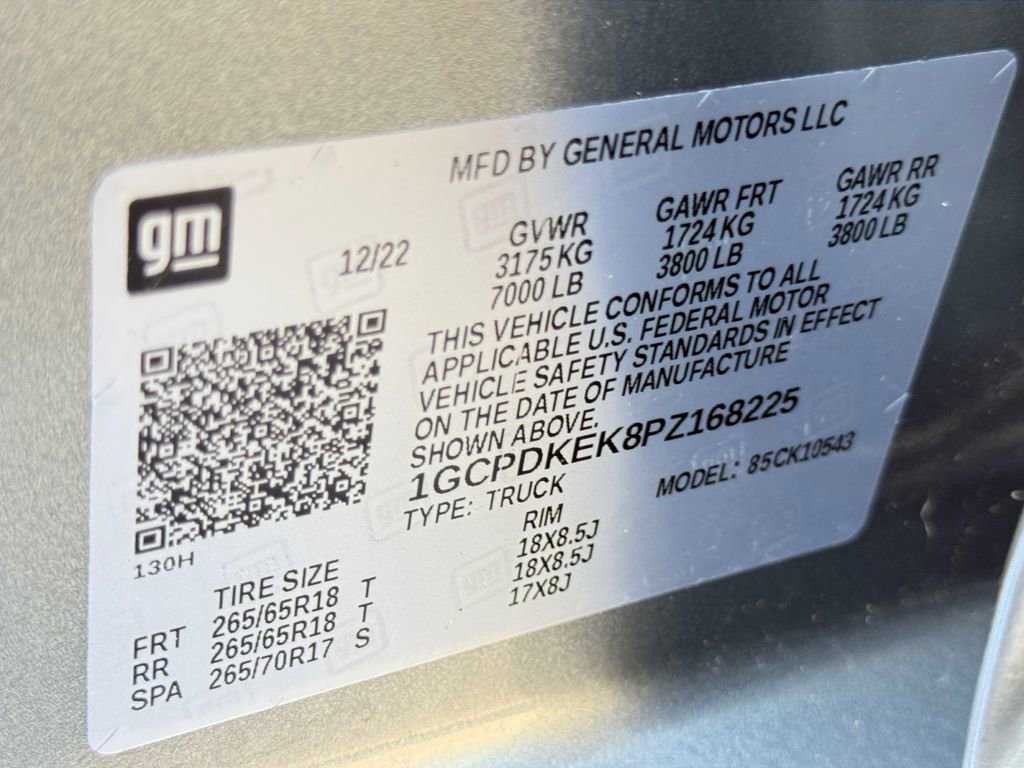 MFD BY GENERAL MOTORS LLC
gm
12/22
GVWR GAWR FRT GAWR RR
3175 KG 1724 KG 1724 KG
7000 LB 3800 LB 3800 LB
THIS VEHICLE CONFORMS TO ALL
APPLICABLE U.S. FEDERAL MOTOR
VEHICLE SAFETY STANDARDS IN EFFECT
ON THE DATE OF MANUFACTURE
SHOWN ABOVE.
1GCPDKEK8PZ168225
TYPE: TRUCK MODEL: 85CK10543
130H
TIRE SIZE RIM
FRT 265/65R18 T 18X8.5J
RR 265/65R18 T 18X8.5J
SPA 265/70R17 S 17X8J